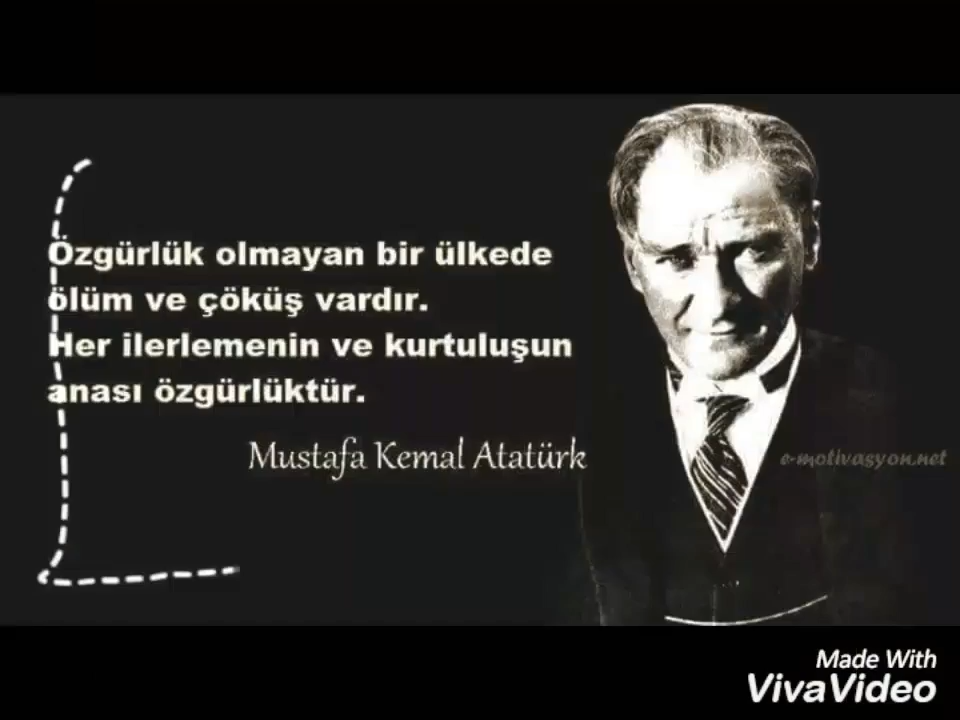 Özgürlük olmayan bir ülkede
ölüm ve çöküş vardır.
Her ilerlemenin ve kurtuluşun
anası özgürlüktür.
Mustafa Kemal Atatürk
e-motivasyon.net
Made With
VivaVideo